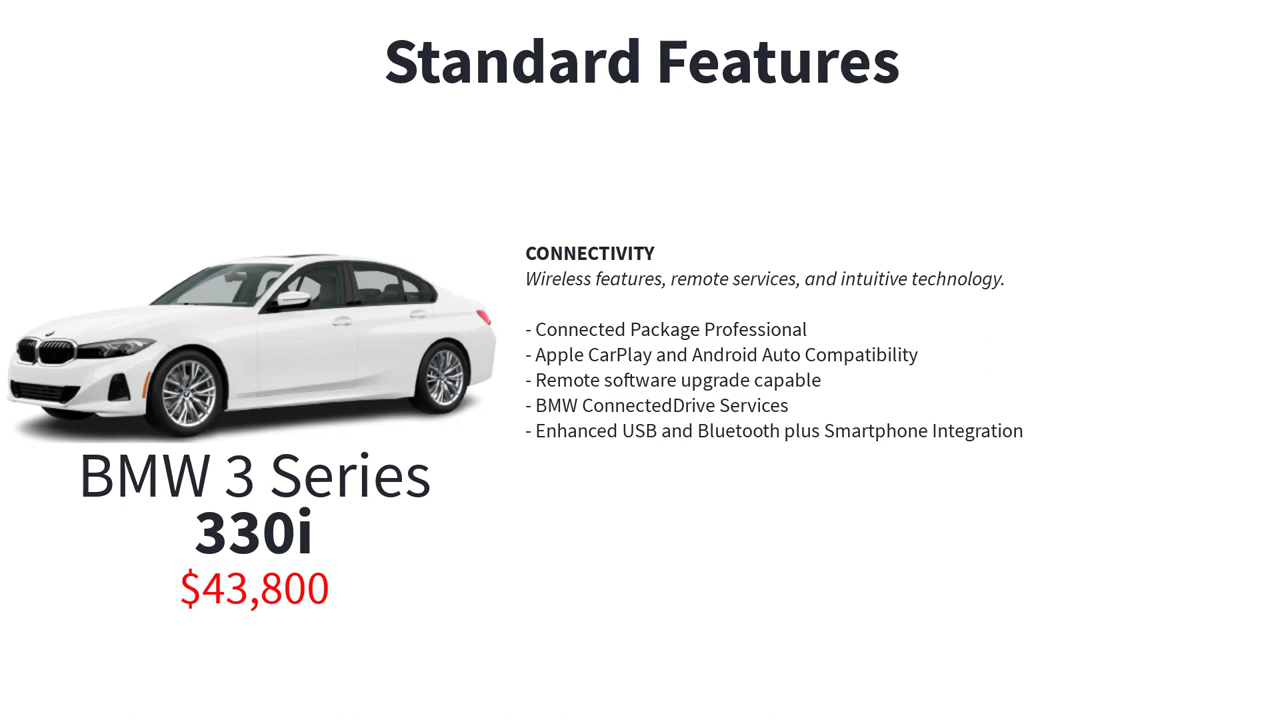 Standard Features
CONNECTIVITY
Wireless features, remote services, and intuitive technology.
- Connected Package Professional
- Apple CarPlay and Android Auto Compatibility
- Remote software upgrade capable
- BMW ConnectedDrive Services
- Enhanced USB and Bluetooth plus Smartphone Integration
BMW 3 Series
330i
$43,800